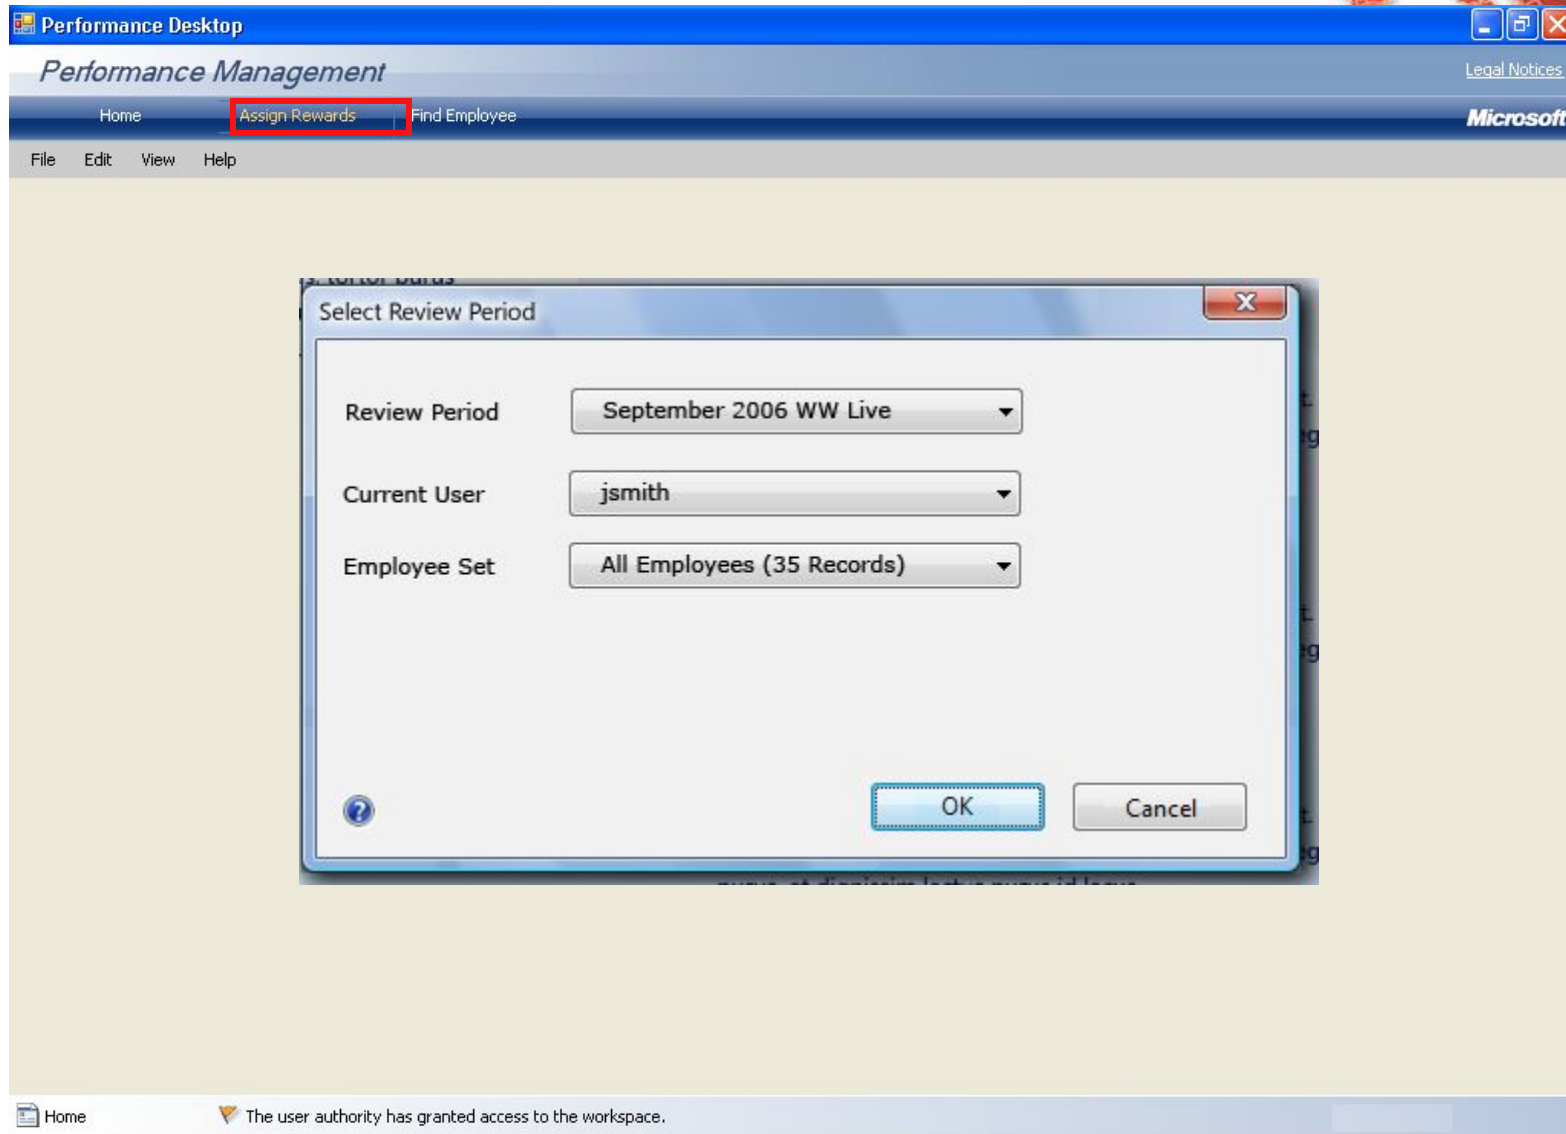 Performance Desktop
Performance Management
Legal Notices
Home Assign Rewards Find Employee
Microsoft
File Edit View Help
Select Review Period
Review Period September 2006 WW Live
Current User jsmith
Employee Set All Employees (35 Records)
OK Cancel
Home The user authority has granted access to the workspace.